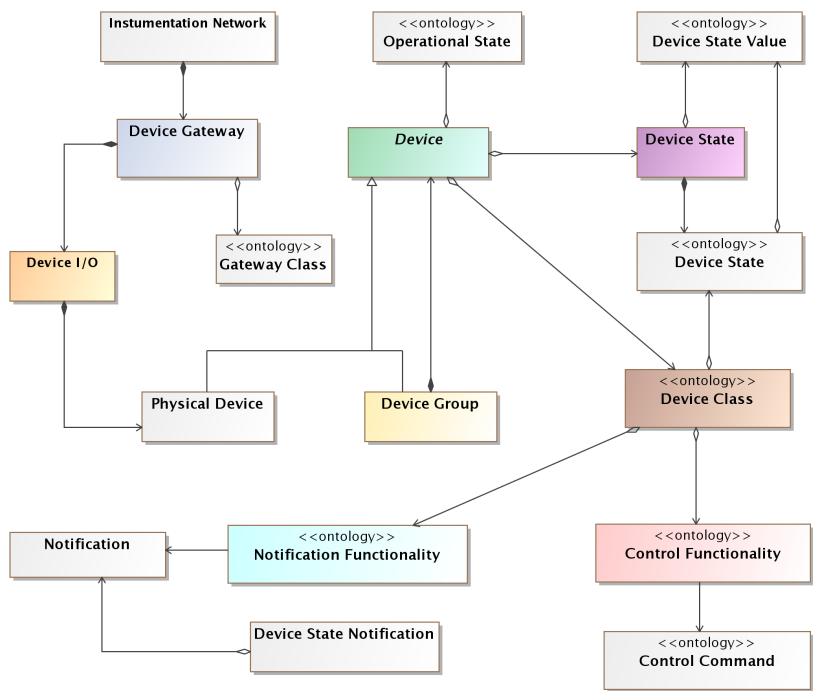 Instumentation Network
<<ontology>>
Operational State
<<ontology>>
Device State Value
Device Gateway
Device
Device State
<<ontology>>
Gateway Class
<<ontology>>
Device State
Device I/O
<<ontology>>
Device Class
Physical Device
Device Group
Notification
<<ontology>>
Notification Functionality
<<ontology>>
Control Functionality
Device State Notification
<<ontology>>
Control Command